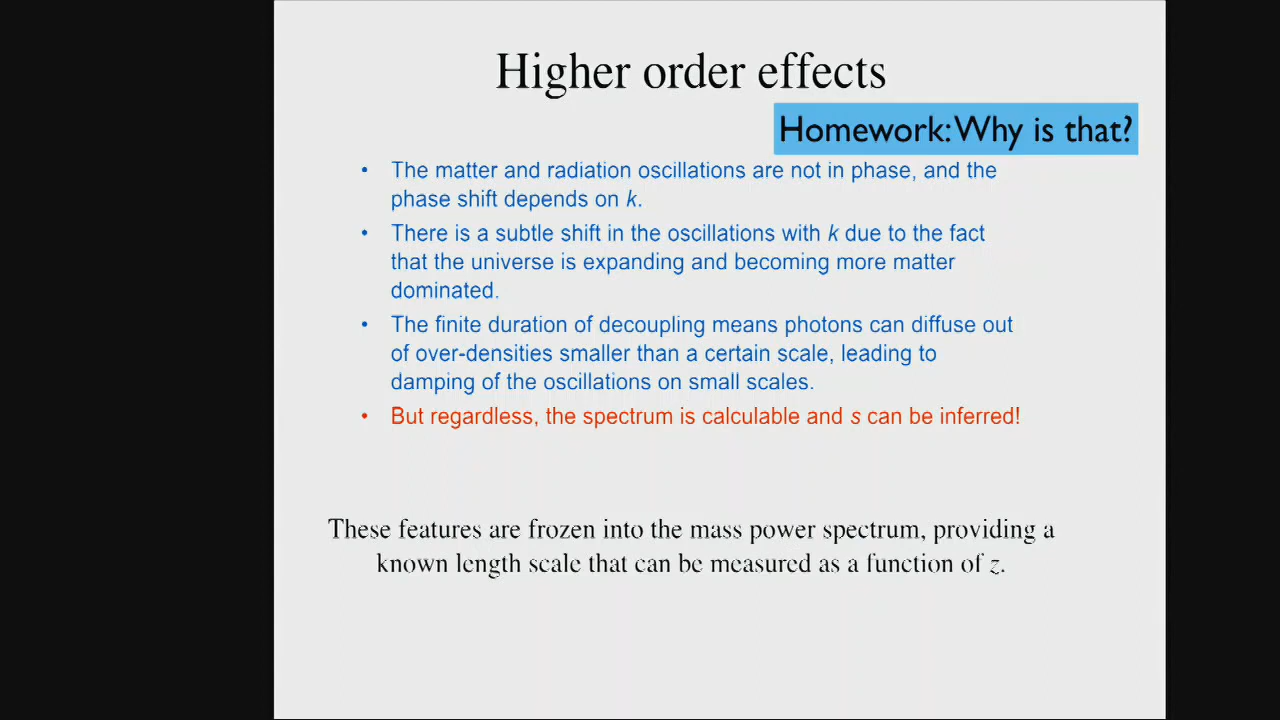 Higher order effects
Homework: Why is that?
• The matter and radiation oscillations are not in phase, and the
phase shift depends on k.
• There is a subtle shift in the oscillations with k due to the fact
that the universe is expanding and becoming more matter
dominated.
• The finite duration of decoupling means photons can diffuse out
of over-densities smaller than a certain scale, leading to
damping of the oscillations on small scales.
• But regardless, the spectrum is calculable and s can be inferred!
These features are frozen into the mass power spectrum, providing a
known length scale that can be measured as a function of z.